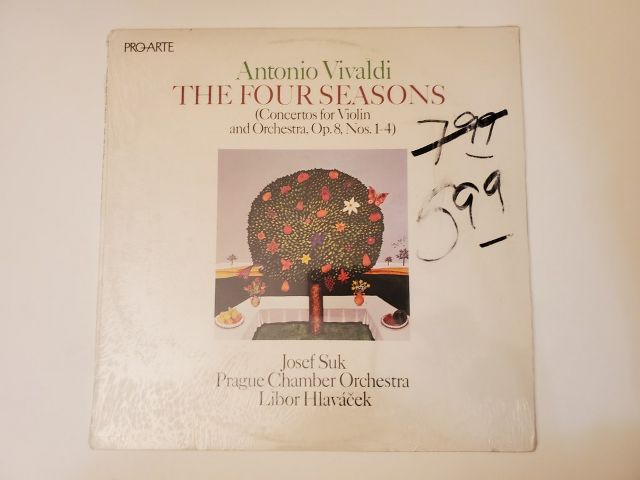 PRO-ARTE
Antonio Vivaldi
THE FOUR SEASONS
(Concertos for Violin
and Orchestra, Op. 8, Nos. 1-4)
7.99
5.99
Josef Suk
Prague Chamber Orchestra
Libor Hlaváček